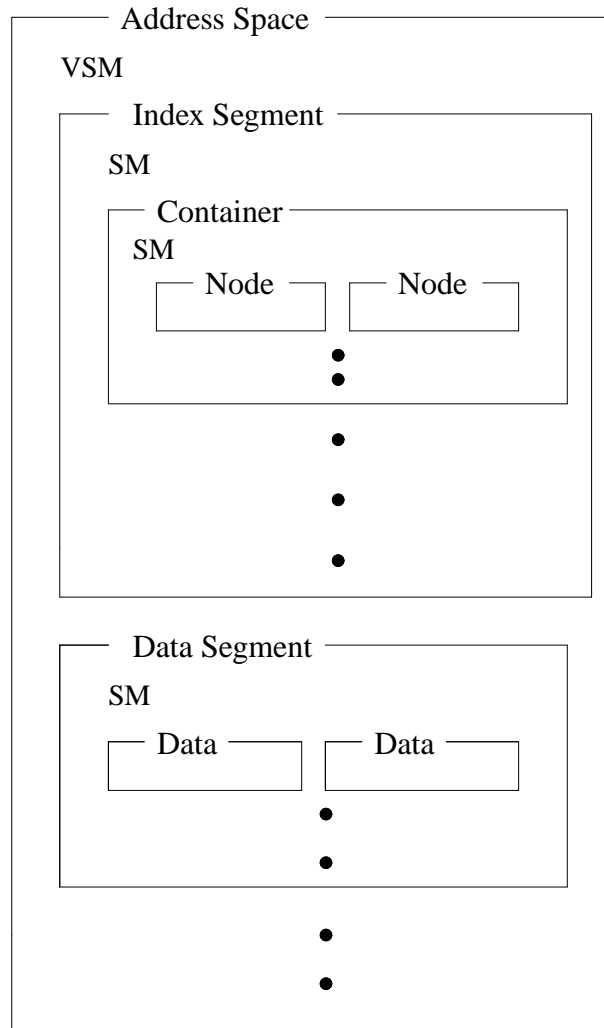 Address Space
VSM
Index Segment
SM
Container
SM
Node Node
Data Segment
SM
Data Data